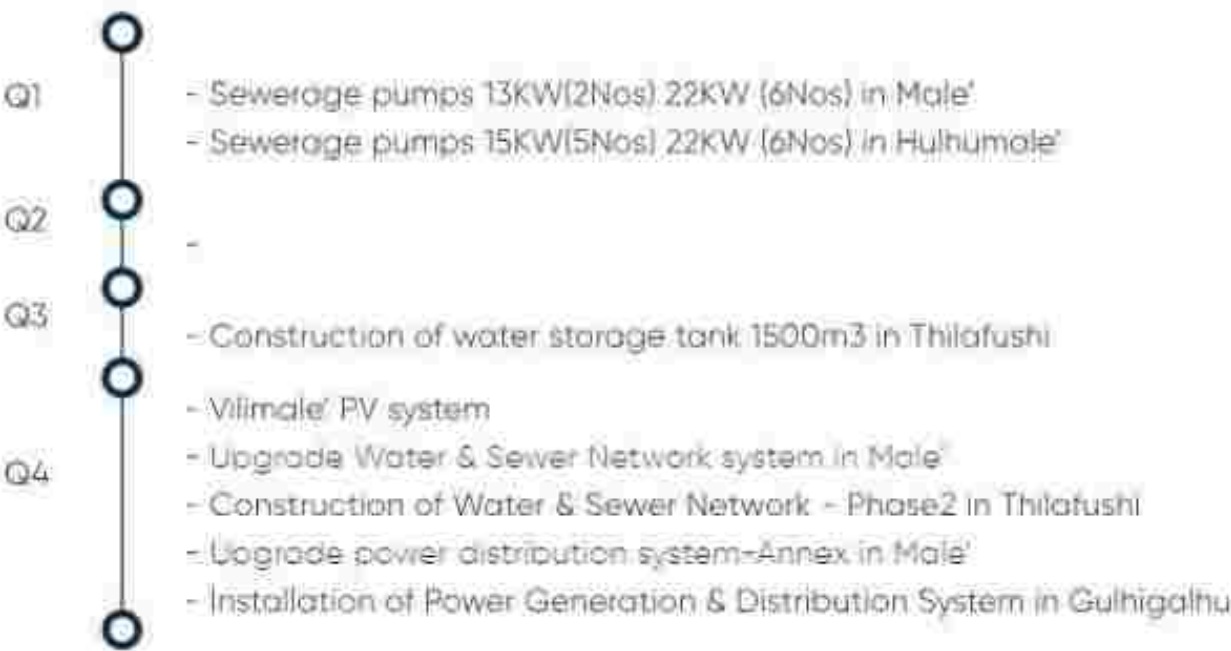 Q1
- Sewerage pumps 13KW(2Nos) 22KW (6Nos) in Male'
- Sewerage pumps 15KW(5Nos) 22KW (6Nos) in Hulhumale'
Q2
-
Q3
- Construction of water storage tank 1500m3 in Thilafushi
Q4
- Vilimale' PV system
- Upgrade Water & Sewer Network system in Male'
- Construction of Water & Sewer Network - Phase2 in Thilafushi
- Upgrade power distribution system-Annex in Male'
- Installation of Power Generation & Distribution System in Gulhigalhu